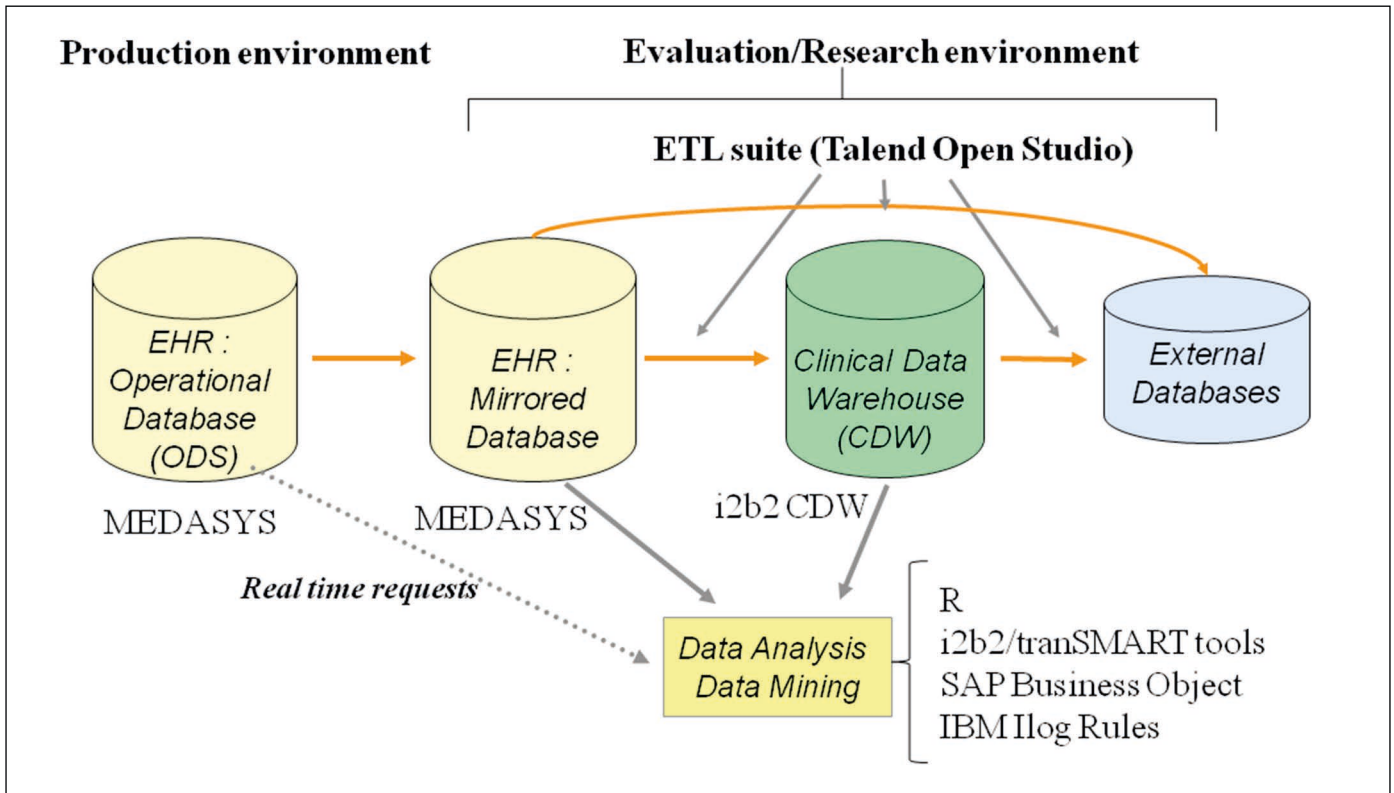 Production environment
Evaluation/Research environment
ETL suite (Talend Open Studio)
EHR :
Operational
Database
(ODS)
EHR :
Mirrored
Database
Clinical Data
Warehouse
(CDW)
External
Databases
MEDASYS
MEDASYS
i2b2 CDW
Real time requests
Data Analysis
Data Mining
R
i2b2/tranSMART tools
SAP Business Object
IBM Ilog Rules